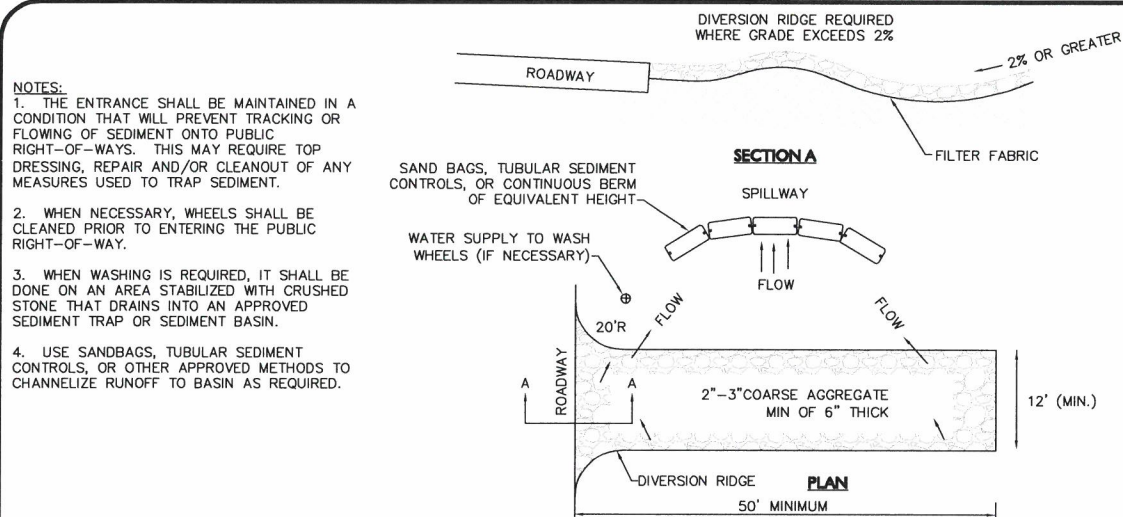 NOTES:
1. THE ENTRANCE SHALL BE MAINTAINED IN A
CONDITION THAT WILL PREVENT TRACKING OR
FLOWING OF SEDIMENT ONTO PUBLIC
RIGHT-OF-WAYS. THIS MAY REQUIRE TOP
DRESSING, REPAIR AND/OR CLEANOUT OF ANY
MEASURES USED TO TRAP SEDIMENT.
2. WHEN NECESSARY, WHEELS SHALL BE
CLEANED PRIOR TO ENTERING THE PUBLIC
RIGHT-OF-WAY.
3. WHEN WASHING IS REQUIRED, IT SHALL BE
DONE ON AN AREA STABILIZED WITH CRUSHED
STONE THAT DRAINS INTO AN APPROVED
SEDIMENT TRAP OR SEDIMENT BASIN.
4. USE SANDBAGS, TUBULAR SEDIMENT
CONTROLS, OR OTHER APPROVED METHODS TO
CHANNELIZE RUNOFF TO BASIN AS REQUIRED.
DIVERSION RIDGE REQUIRED
WHERE GRADE EXCEEDS 2%
2% OR GREATER
ROADWAY
FILTER FABRIC
SECTION A
SAND BAGS, TUBULAR SEDIMENT
CONTROLS, OR CONTINUOUS BERM
OF EQUIVALENT HEIGHT
SPILLWAY
WATER SUPPLY TO WASH
WHEELS (IF NECESSARY)
FLOW
FLOW
FLOW
20'R
ROADWAY
A
A
2"-3"COARSE AGGREGATE
MIN OF 6" THICK
12' (MIN.)
DIVERSION RIDGE
PLAN
50' MINIMUM